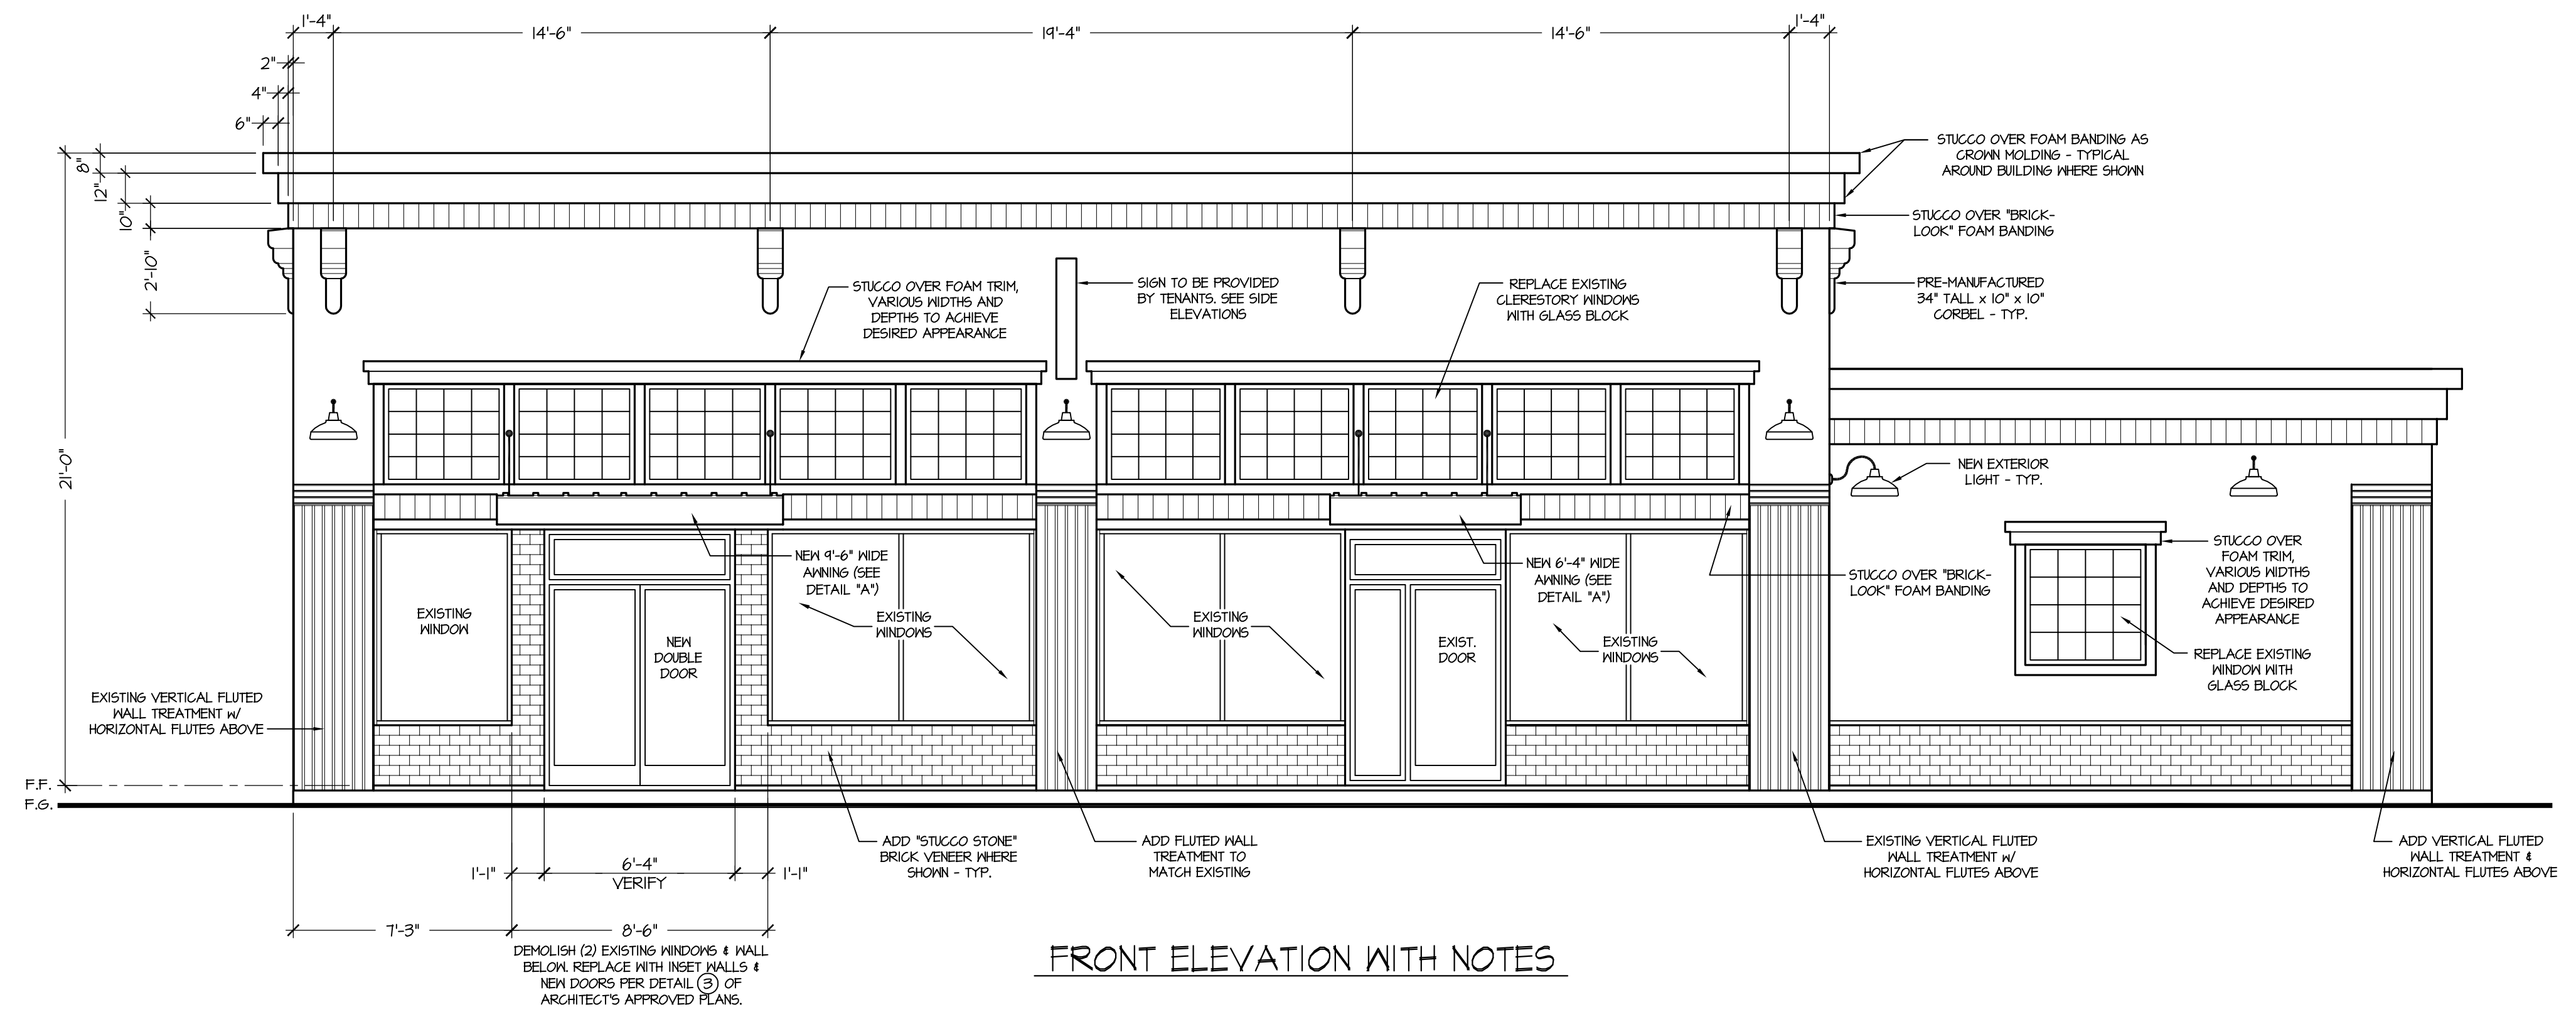 1'-4"
14'-6"
19'-4"
14'-6"
1'-4"
2"
4"
6"
8"
12"
10"
2'-10"
21'-0"
STUCCO OVER FOAM BANDING AS
CROWN MOLDING - TYPICAL
AROUND BUILDING WHERE SHOWN
STUCCO OVER "BRICK-
LOOK" FOAM BANDING
STUCCO OVER FOAM TRIM,
VARIOUS WIDTHS AND
DEPTHS TO ACHIEVE
DESIRED APPEARANCE
SIGN TO BE PROVIDED
BY TENANTS. SEE SIDE
ELEVATIONS
REPLACE EXISTING
CLERESTORY WINDOWS
WITH GLASS BLOCK
PRE-MANUFACTURED
34" TALL x 10" x 10"
CORBEL - TYP.
NEW EXTERIOR
LIGHT - TYP.
EXISTING
WINDOW
NEW
DOUBLE
DOOR
NEW 9'-6" WIDE
AWNING (SEE
DETAIL "A")
EXISTING
WINDOWS
EXISTING
WINDOWS
EXIST.
DOOR
NEW 6'-4" WIDE
AWNING (SEE
DETAIL "A")
EXISTING
WINDOWS
STUCCO OVER "BRICK-
LOOK" FOAM BANDING
STUCCO OVER
FOAM TRIM,
VARIOUS WIDTHS
AND DEPTHS TO
ACHIEVE DESIRED
APPEARANCE
REPLACE EXISTING
WINDOW WITH
GLASS BLOCK
EXISTING VERTICAL FLUTED
WALL TREATMENT w/
HORIZONTAL FLUTES ABOVE
F.F.
F.G.
ADD "STUCCO STONE"
BRICK VENEER WHERE
SHOWN - TYP.
ADD FLUTED WALL
TREATMENT TO
MATCH EXISTING
EXISTING VERTICAL FLUTED
WALL TREATMENT w/
HORIZONTAL FLUTES ABOVE
ADD VERTICAL FLUTED
WALL TREATMENT &
HORIZONTAL FLUTES ABOVE
1'-1"
6'-4"
VERIFY
1'-1"
7'-3"
8'-6"
DEMOLISH (2) EXISTING WINDOWS & WALL
BELOW. REPLACE WITH INSET WALLS &
NEW DOORS PER DETAIL 3 OF
ARCHITECT'S APPROVED PLANS.
FRONT ELEVATION WITH NOTES